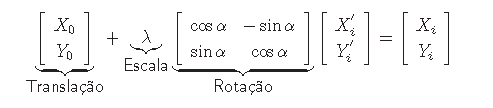 [ X₀ Y₀ ] + λ [ cos α − sin α sin α cos α ] [ X′ᵢ Y′ᵢ ] = [ Xᵢ Yᵢ ]
Translação Escala Rotação